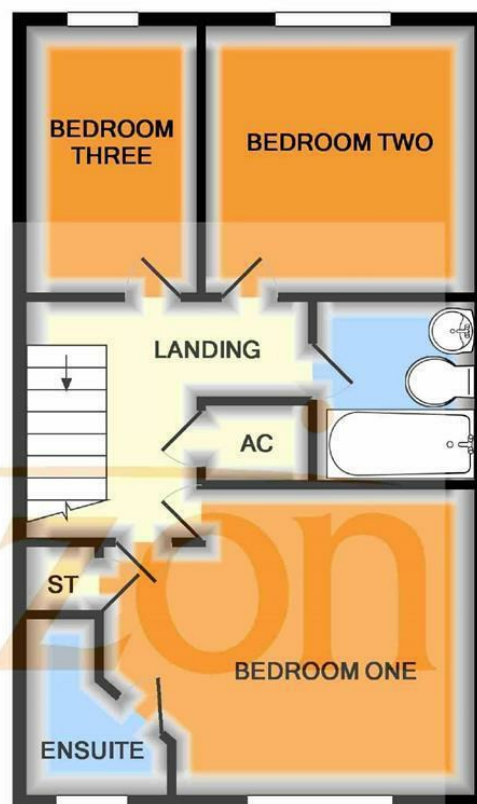 BEDROOM
THREE
BEDROOM TWO
LANDING
AC
ST
BEDROOM ONE
ENSUITE
zon